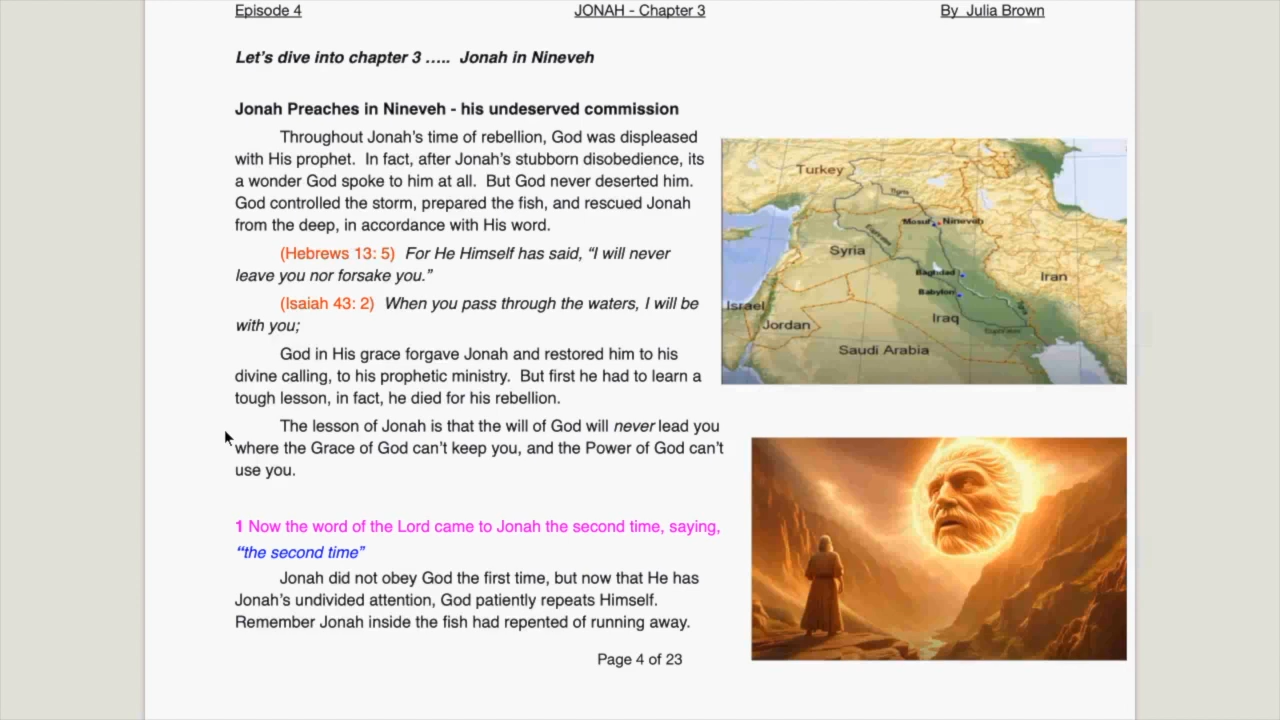 Episode 4
JONAH - Chapter 3
By Julia Brown
Let's dive into chapter 3 ….. Jonah in Nineveh
Jonah Preaches in Nineveh - his undeserved commission
Throughout Jonah's time of rebellion, God was displeased
with His prophet. In fact, after Jonah's stubborn disobedience, its
a wonder God spoke to him at all. But God never deserted him.
God controlled the storm, prepared the fish, and rescued Jonah
from the deep, in accordance with His word.
(Hebrews 13: 5) For He Himself has said, "I will never
leave you nor forsake you."
(Isaiah 43: 2) When you pass through the waters, I will be
with you;
God in His grace forgave Jonah and restored him to his
divine calling, to his prophetic ministry. But first he had to learn a
tough lesson, in fact, he died for his rebellion.
The lesson of Jonah is that the will of God will never lead you
where the Grace of God can't keep you, and the Power of God can't
use you.
1 Now the word of the Lord came to Jonah the second time, saying,
"the second time"
Jonah did not obey God the first time, but now that He has
Jonah's undivided attention, God patiently repeats Himself.
Remember Jonah inside the fish had repented of running away.
Page 4 of 23
Turkey
Nineveh
Syria
Baghdad
Iran
Babylon
Israel
Iraq
Jordan
Saudi Arabia